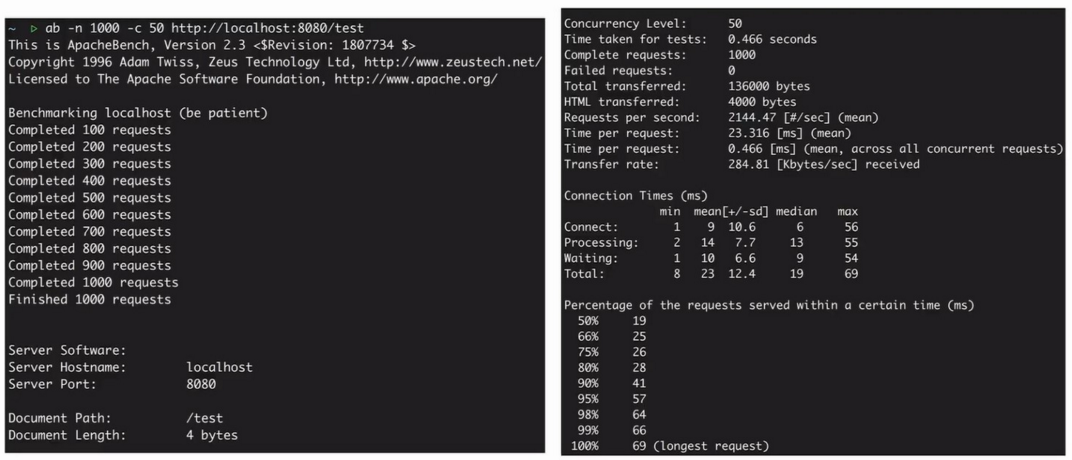 ~ ▷ ab -n 1000 -c 50 http://localhost:8080/test
This is ApacheBench, Version 2.3 <$Revision: 1807734 $>
Copyright 1996 Adam Twiss, Zeus Technology Ltd, http://www.zeustech.net/
Licensed to The Apache Software Foundation, http://www.apache.org/

Benchmarking localhost (be patient)
Completed 100 requests
Completed 200 requests
Completed 300 requests
Completed 400 requests
Completed 500 requests
Completed 600 requests
Completed 700 requests
Completed 800 requests
Completed 900 requests
Completed 1000 requests
Finished 1000 requests

Server Software:
Server Hostname: localhost
Server Port: 8080

Document Path: /test
Document Length: 4 bytes

Concurrency Level: 50
Time taken for tests: 0.466 seconds
Complete requests: 1000
Failed requests: 0
Total transferred: 136000 bytes
HTML transferred: 4000 bytes
Requests per second: 2144.47 [#/sec] (mean)
Time per request: 23.316 [ms] (mean)
Time per request: 0.466 [ms] (mean, across all concurrent requests)
Transfer rate: 284.81 [Kbytes/sec] received

Connection Times (ms)
min mean[+/-sd] median max
Connect: 1 9 10.6 6 56
Processing: 2 14 7.7 13 55
Waiting: 1 10 6.6 9 54
Total: 8 23 12.4 19 69

Percentage of the requests served within a certain time (ms)
50% 19
66% 25
75% 26
80% 28
90% 41
95% 57
98% 64
99% 66
100% 69 (longest request)